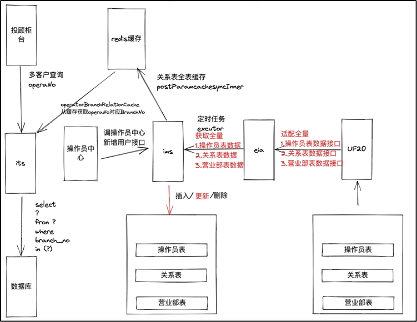 投顾柜
台
redis缓存
多客户查询
operaNo
关系表全表缓存
postParamcachesyncInner
operatorBranchRelationCache
从缓存获取operaNo对应BranchNo
定时任务
excutor
获取全量
1.操作员表数据
2.关系表数据
3.营业部表数据
适配全量
1.操作员表数据接口
2.关系表数据接口
3.营业部表数据接口
调操作员中心
新增用户接口
its
操作员中
心
ims
eia
UF20
插入/更新/删除
select
?
from ?
where
branch_no
in (?)
数据库
操作员表
关系表
营业部表
操作员表
关系表
营业部表